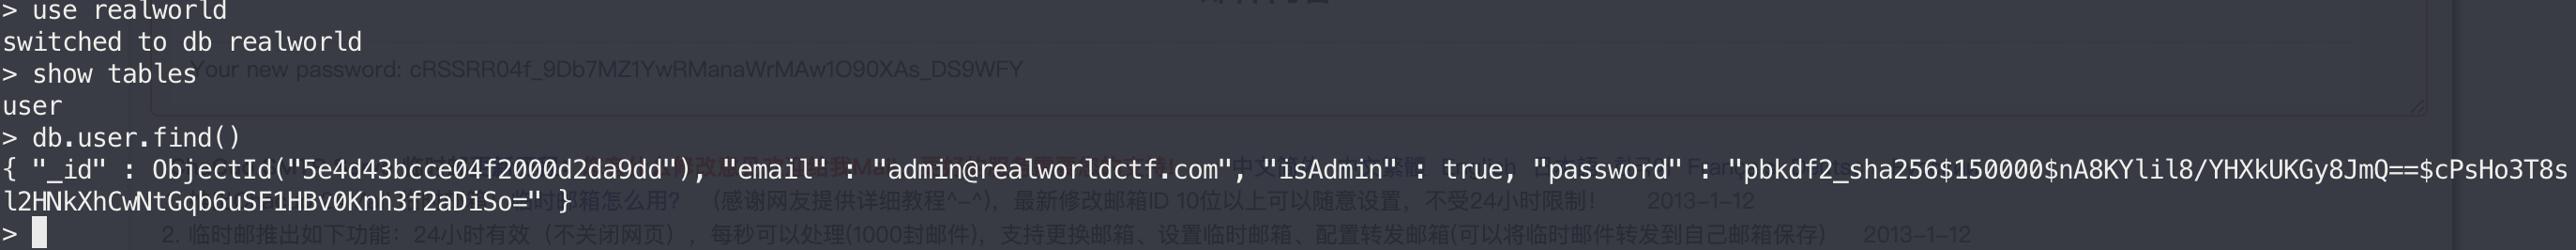 > use realworld
switched to db realworld
> show tables
Your new password: cRSSRR04f_9Db7MZ1YwRManaWrMAw1O90XAs_DS9WFY
user
> db.user.find()
{ "_id" : ObjectId("5e4d43bcce04f2000d2da9dd"), "email" : "admin@realworldctf.com", "isAdmin" : true, "password" : "pbkdf2_sha256$150000$nA8KYlil8/YHXkUKGy8JmQ==$cPsHo3T8s
l2HNkXhCwNtGqb6uSF1HBv0Knh3f2aDiSo=" }
时邮箱怎么用? (感谢网友提供详细教程^-^),最新修改邮箱ID 10位以上可以随意设置,不受24小时限制! 2013-1-12
>
2. 临时邮推出如下功能:24小时有效(不关闭网页),每秒可以处理(1000封邮件),支持更换邮箱、设置临时邮箱、配置转发邮箱(可以将临时邮件转发到自己邮箱保存) 2013-1-12